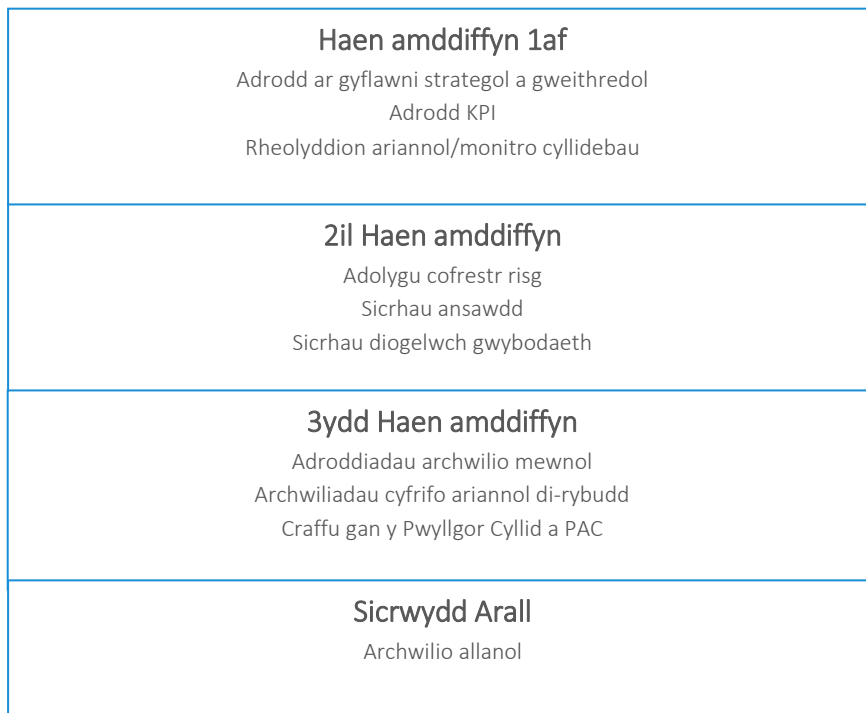 Haen amddiffyn 1af
Adrodd ar gyflawni strategol a gweithredol
Adrodd KPI
Rheolyddion ariannol/monitro cyllidebau
2il Haen amddiffyn
Adolygu cofrestr risg
Sicrhau ansawdd
Sicrhau diogelwch gwybodaeth
3ydd Haen amddiffyn
Adroddiadau archwilio mewnol
Archwiliadau cyfrifo ariannol di-rybudd
Craffu gan y Pwyllgor Cyllid a PAC
Sicrwydd Arall
Archwilio allanol